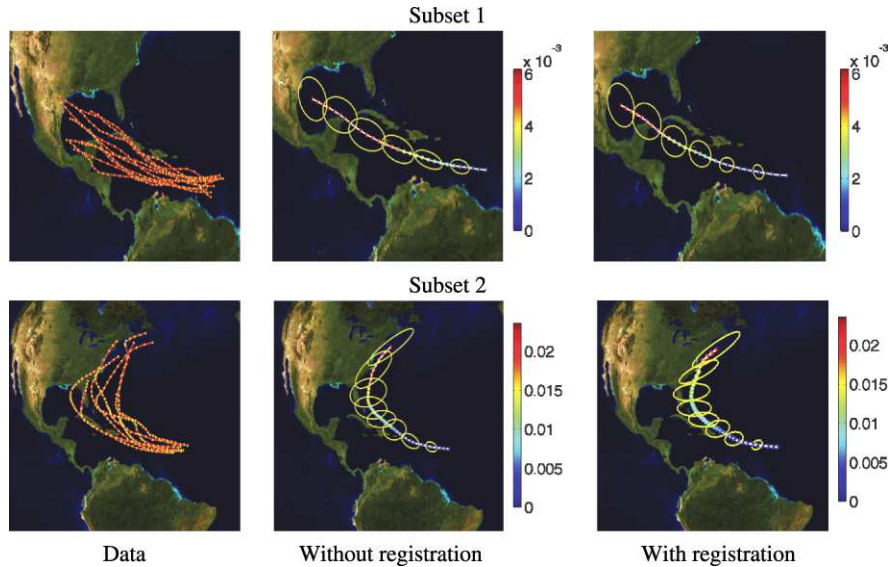 Subset 1
x 10⁻³
6
4
2
0
x 10⁻³
6
4
2
0
Subset 2
0.02
0.015
0.01
0.005
0
0.02
0.015
0.01
0.005
0
Data
Without registration
With registration